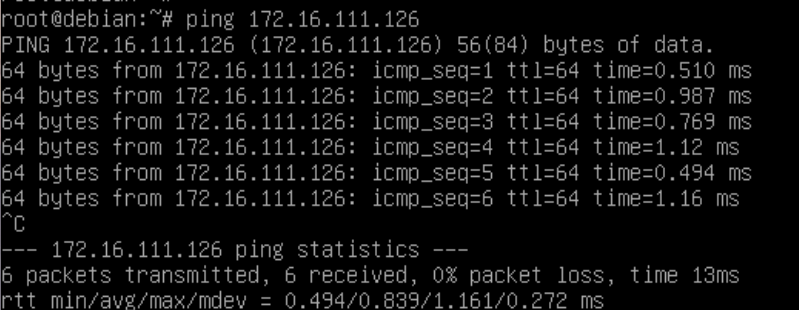 root@debian:~# ping 172.16.111.126
PING 172.16.111.126 (172.16.111.126) 56(84) bytes of data.
64 bytes from 172.16.111.126: icmp_seq=1 ttl=64 time=0.510 ms
64 bytes from 172.16.111.126: icmp_seq=2 ttl=64 time=0.987 ms
64 bytes from 172.16.111.126: icmp_seq=3 ttl=64 time=0.769 ms
64 bytes from 172.16.111.126: icmp_seq=4 ttl=64 time=1.12 ms
64 bytes from 172.16.111.126: icmp_seq=5 ttl=64 time=0.494 ms
64 bytes from 172.16.111.126: icmp_seq=6 ttl=64 time=1.16 ms
^C
--- 172.16.111.126 ping statistics ---
6 packets transmitted, 6 received, 0% packet loss, time 13ms
rtt min/avg/max/mdev = 0.494/0.839/1.161/0.272 ms